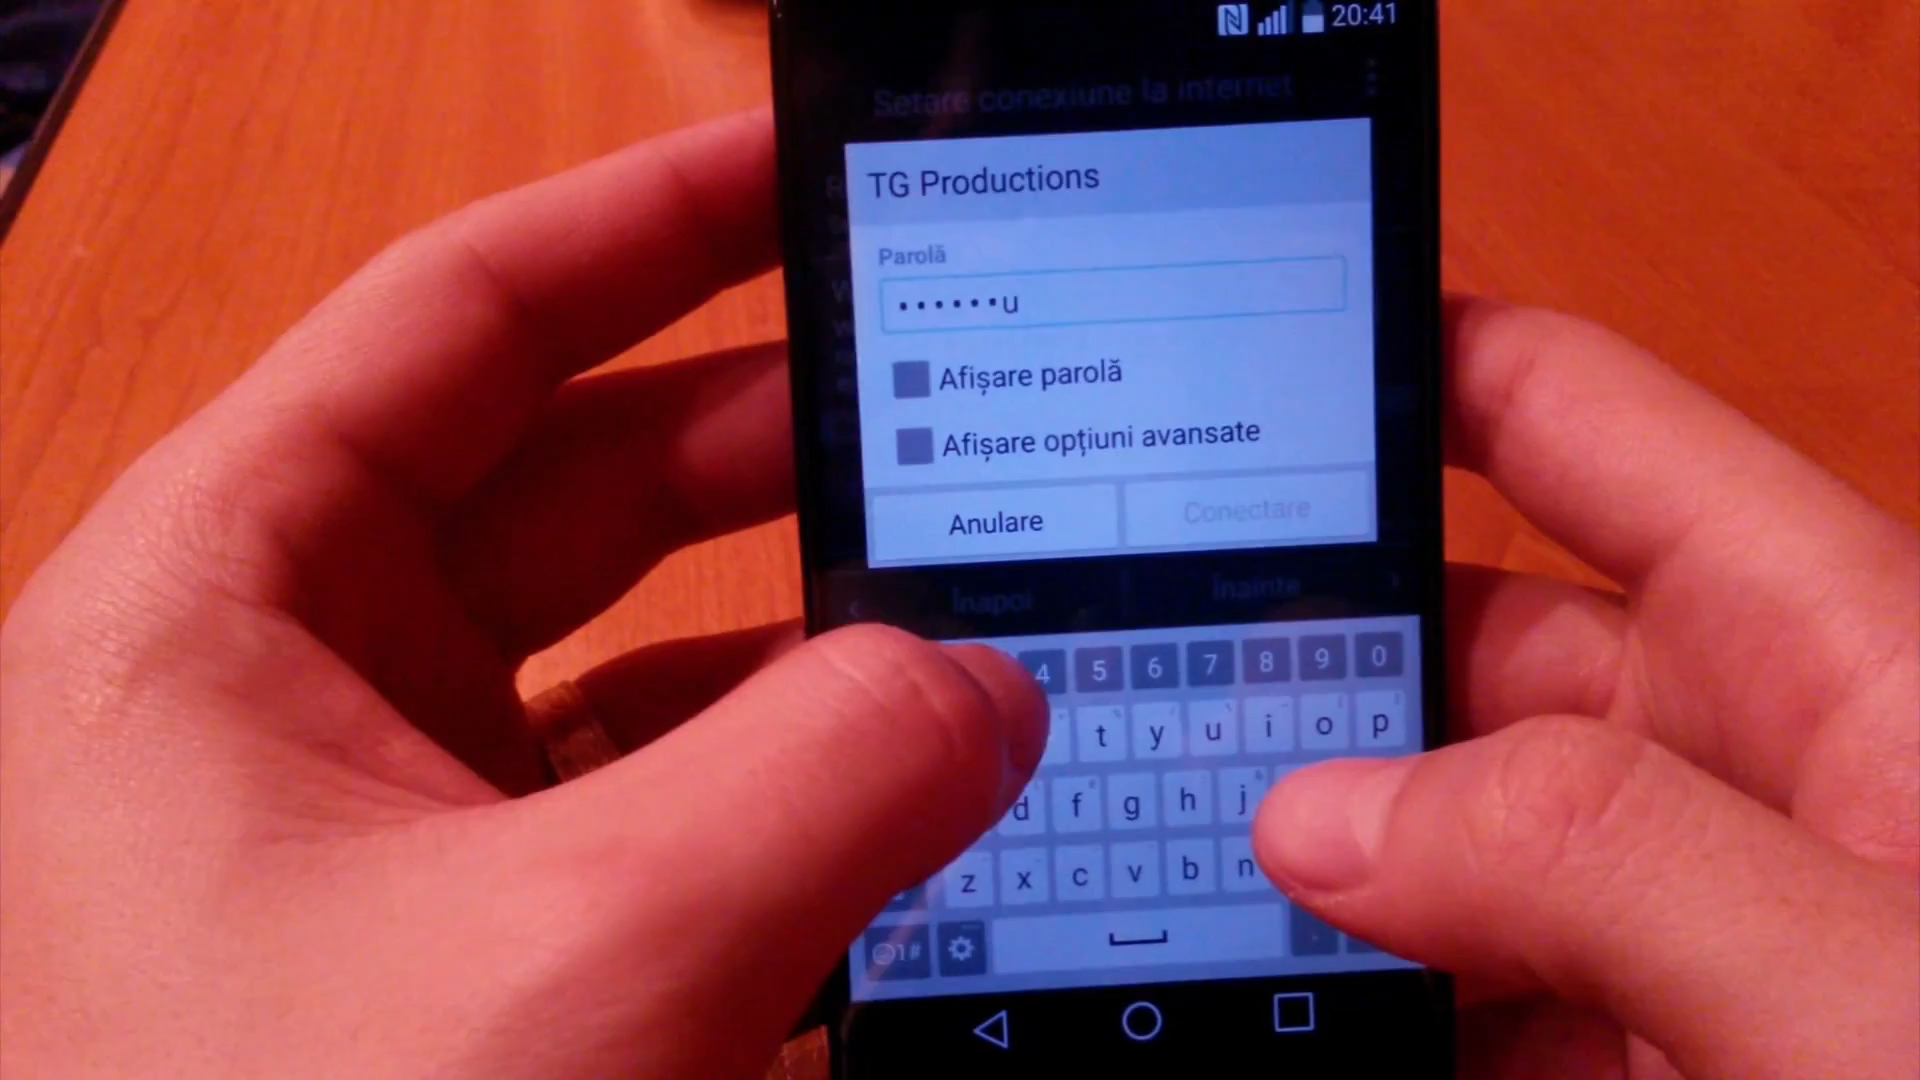 20:41
Setare conexiune la internet
TG Productions
Parolă
••••••u
Afișare parolă
Afișare opțiuni avansate
Anulare
Conectare
Înapoi
Înainte
4 5 6 7 8 9 0
t y u i o p
d f g h j
z x c v b n
1#